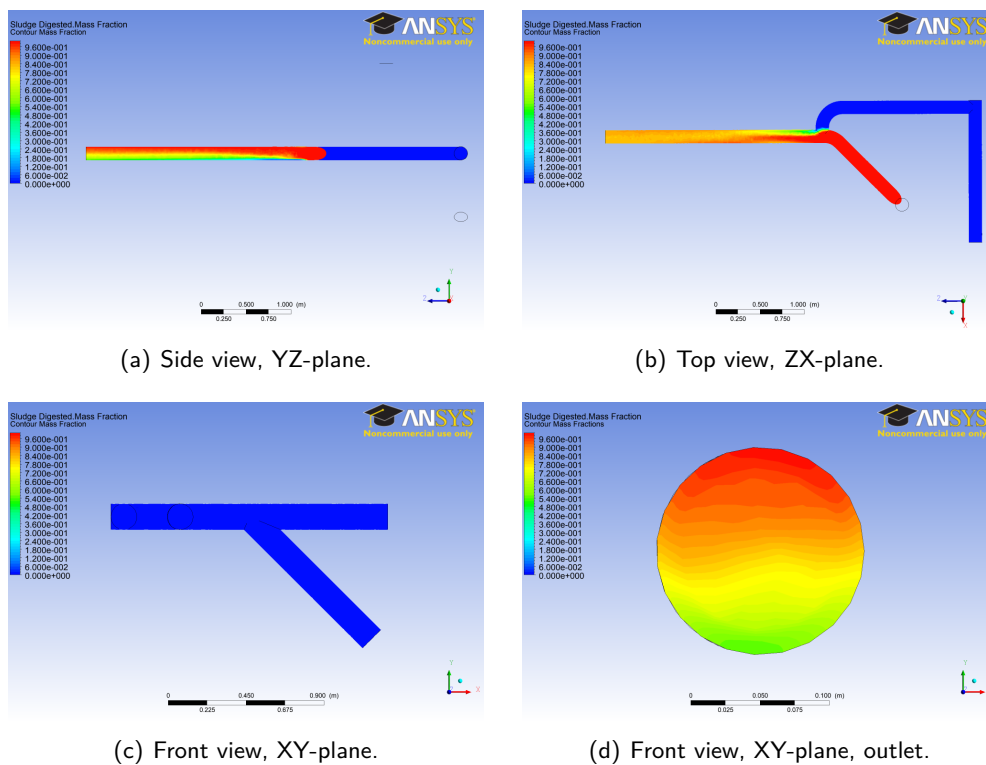 Sludge Digested.Mass Fraction
Contour Mass Fraction
ANSYS
Noncommercial use only
9.600e-001
9.000e-001
8.400e-001
7.800e-001
7.200e-001
6.600e-001
6.000e-001
5.400e-001
4.800e-001
4.200e-001
3.600e-001
3.000e-001
2.400e-001
1.800e-001
1.200e-001
6.000e-002
0.000e+000
Y
Z
X
0 0.500 1.000 (m)
0.250 0.750
(a) Side view, YZ-plane.
Sludge Digested.Mass Fraction
Contour Mass Fraction
ANSYS
Noncommercial use only
9.600e-001
9.000e-001
8.400e-001
7.800e-001
7.200e-001
6.600e-001
6.000e-001
5.400e-001
4.800e-001
4.200e-001
3.600e-001
3.000e-001
2.400e-001
1.800e-001
1.200e-001
6.000e-002
0.000e+000
Z
X
0 0.500 1.000 (m)
0.250 0.750
(b) Top view, ZX-plane.
Sludge Digested.Mass Fraction
Contour Mass Fraction
ANSYS
Noncommercial use only
9.600e-001
9.000e-001
8.400e-001
7.800e-001
7.200e-001
6.600e-001
6.000e-001
5.400e-001
4.800e-001
4.200e-001
3.600e-001
3.000e-001
2.400e-001
1.800e-001
1.200e-001
6.000e-002
0.000e+000
Y
X
0 0.450 0.900 (m)
0.225 0.675
(c) Front view, XY-plane.
Sludge Digested.Mass Fraction
Contour Mass Fractions
ANSYS
Noncommercial use only
9.600e-001
9.000e-001
8.400e-001
7.800e-001
7.200e-001
6.600e-001
6.000e-001
5.400e-001
4.800e-001
4.200e-001
3.600e-001
3.000e-001
2.400e-001
1.800e-001
1.200e-001
6.000e-002
0.000e+000
Y
X
0 0.050 0.100 (m)
0.025 0.075
(d) Front view, XY-plane, outlet.